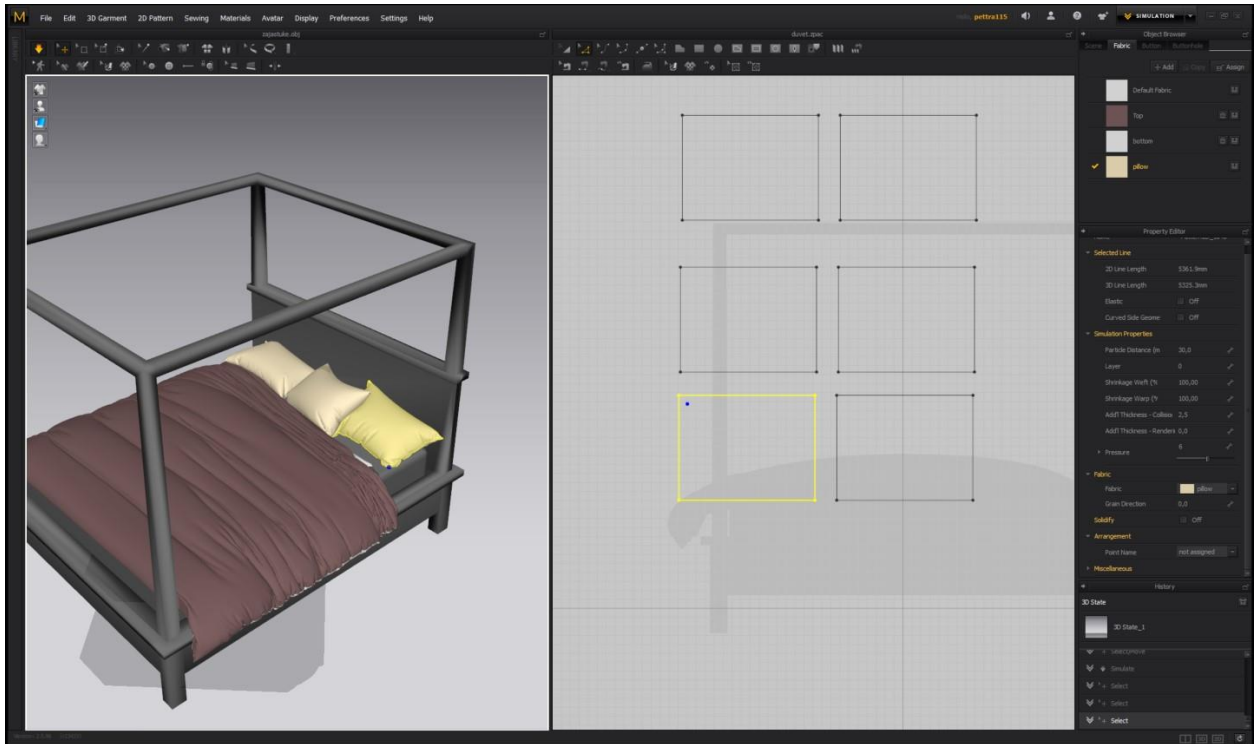 M File Edit 3D Garment 2D Pattern Sewing Materials Avatar Display Preferences Settings Help
pettra115 SIMULATION
duvet.zpac
Object Browser
Scene Fabric Button Buttonhole
+ Add Copy Assign
Default Fabric
Top
bottom
pillow
Property Editor
Selected Line
2D Line Length 5361.9mm
3D Line Length 5325.3mm
Elastic Off
Curved Side Geome Off
Simulation Properties
Particle Distance (m 30,0
Layer 0
Shrinkage Weft (% 100,00
Shrinkage Warp (% 100,00
Add'l Thickness - Collisi 2,5
Add'l Thickness - Renderi 0,0
Pressure 6
Fabric
Fabric pillow
Grain Direction 0,0
Solidify Off
Arrangement
Point Name not assigned
Miscellaneous
History
3D State
3D State_1
Select/Move
Simulate
Select
Select
Select